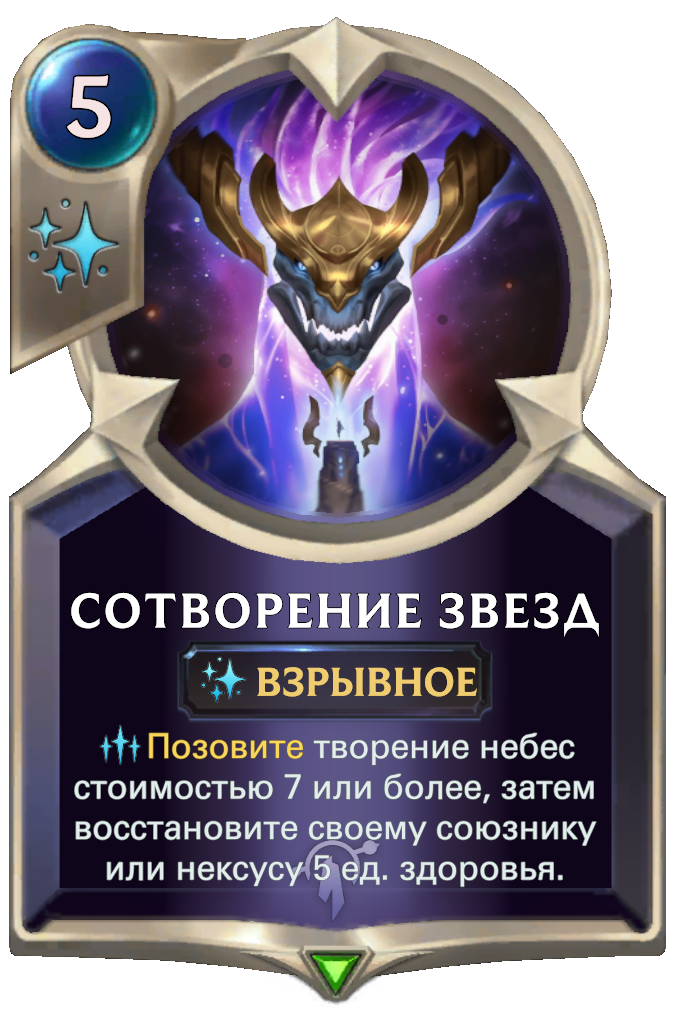 5
СОТВОРЕНИЕ ЗВЕЗД
ВЗРЫВНОЕ
Позовите творение небес
стоимостью 7 или более, затем
восстановите своему союзнику
или нексусу 5 ед. здоровья.